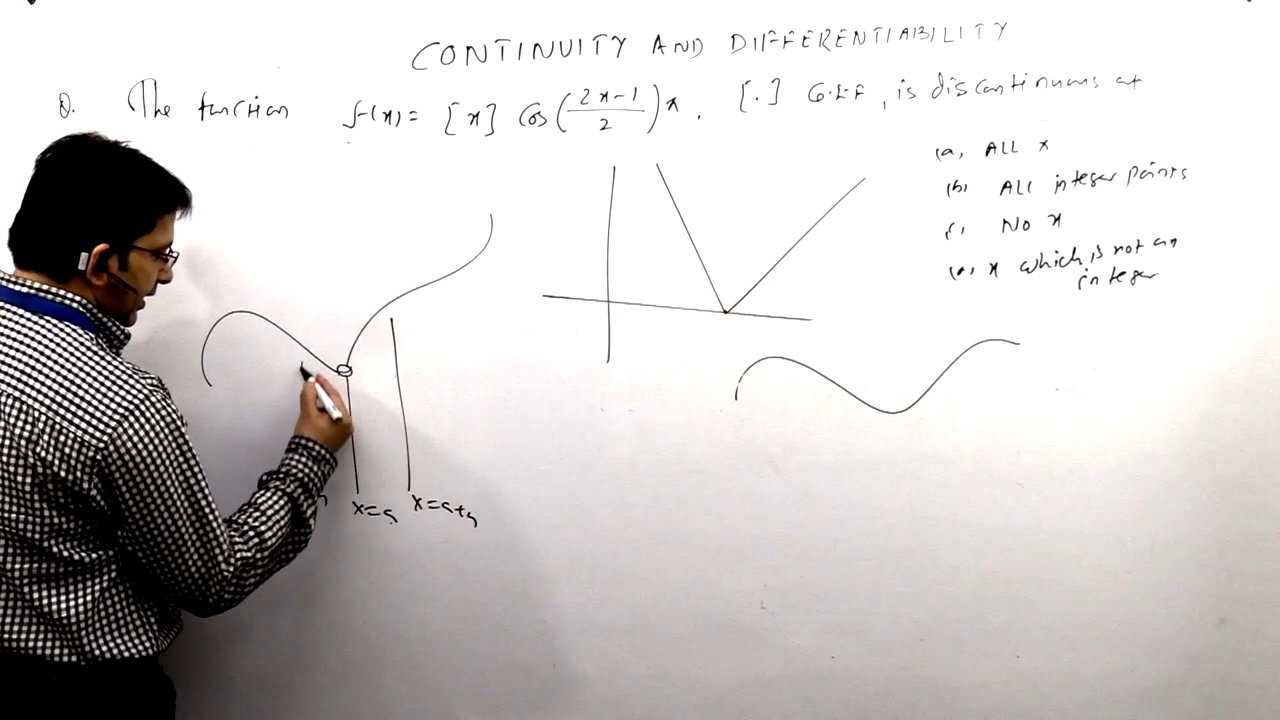 CONTINUITY AND DIFFERENTIABILITY
Q. The function f(x) = [x] cos(2x-1/2)π, [.] G.I.F, is discontinuous at
(a) ALL x
(b) ALL integer points
(c) No x
(d) x which is not an
integer
x=a x=a+h